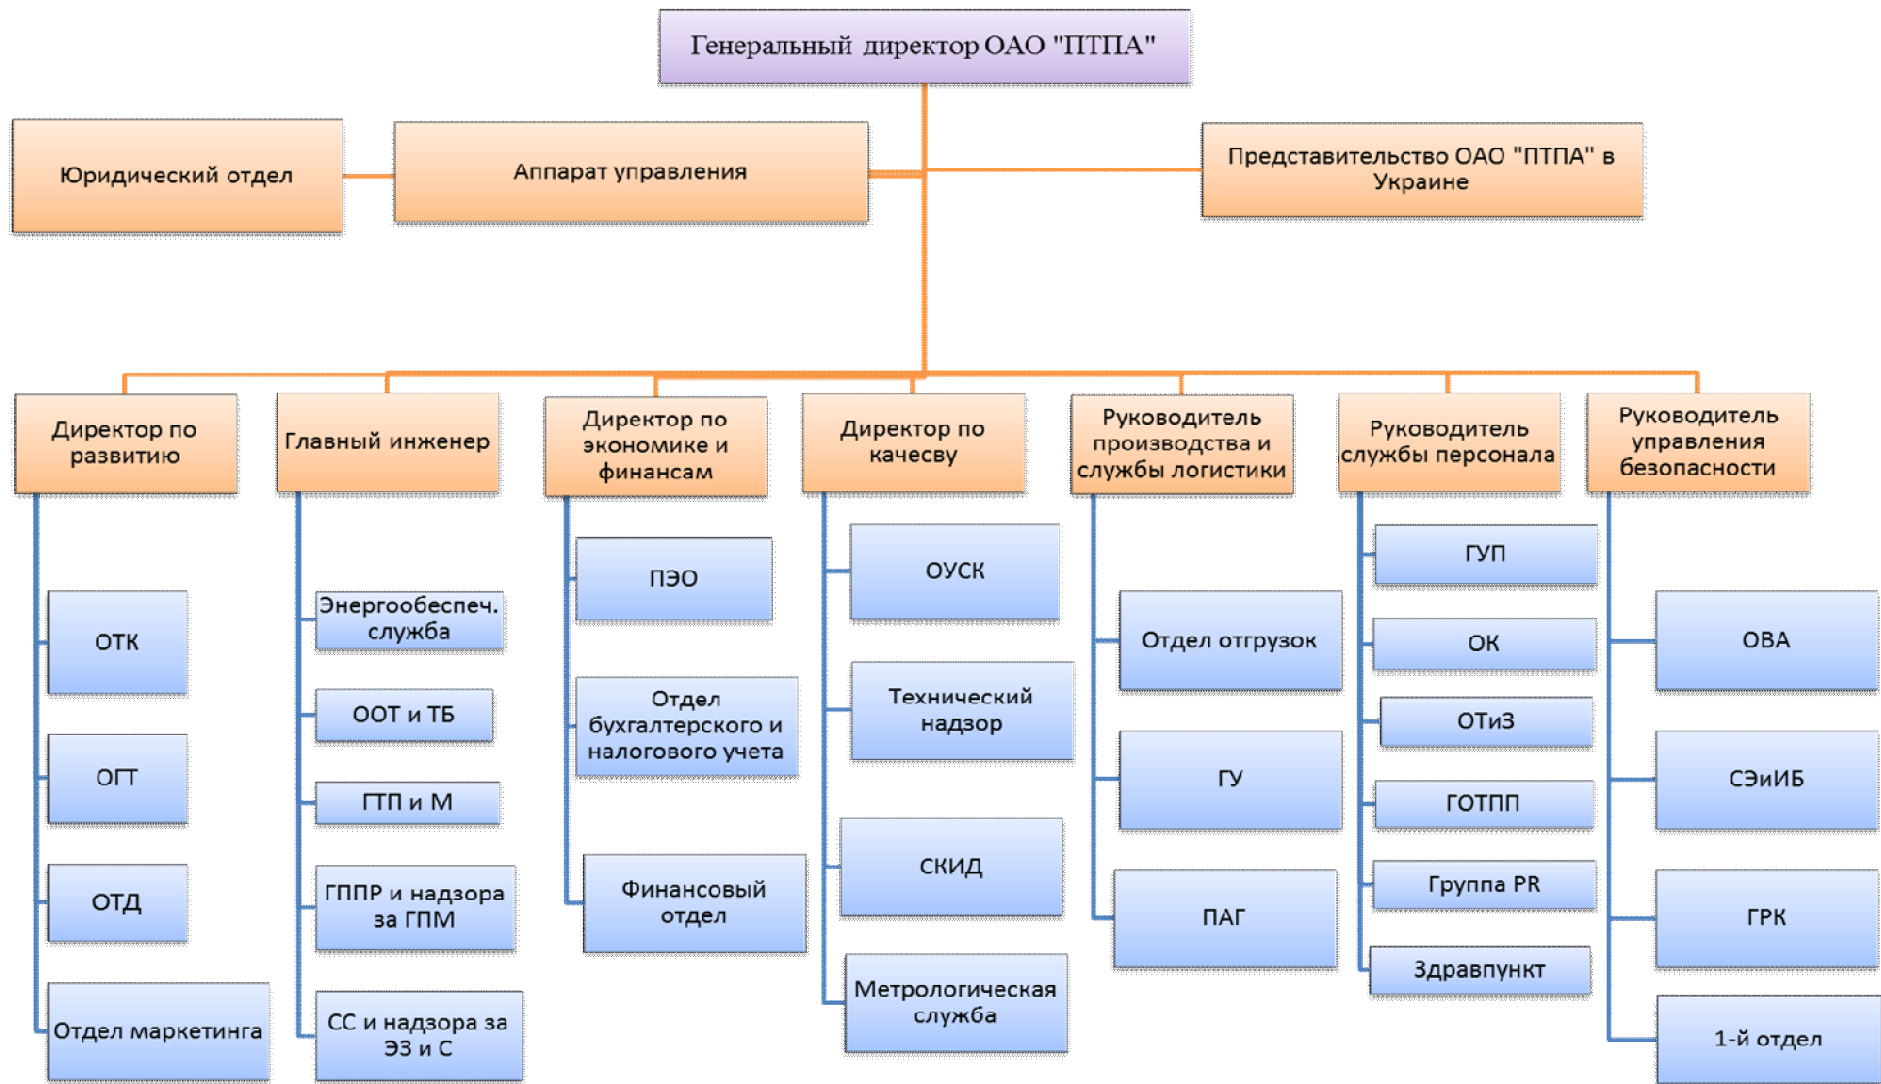 Генеральный директор ОАО "ПТПА"
Юридический отдел
Аппарат управления
Представительство ОАО "ПТПА" в
Украине
Директор по
развитию
Главный инженер
Директор по
экономике и
финансам
Директор по
качесву
Руководитель
производства и
службы логистики
Руководитель
службы персонала
Руководитель
управления
безопасности
ОТК
ОГТ
ОТД
Отдел маркетинга
Энергообеспеч.
служба
ООТ и ТБ
ГТП и М
ГППР и надзора
за ГПМ
СС и надзора за
ЭЗ и С
ПЭО
Отдел
бухгалтерского и
налогового учета
Финансовый
отдел
ОУСК
Технический
надзор
СКИД
Метрологическая
служба
Отдел отгрузок
ГУ
ПАГ
ГУП
ОК
ОТиЗ
ГОТПП
Группа PR
Здравпункт
ОВА
СЭиИБ
ГРК
1-й отдел